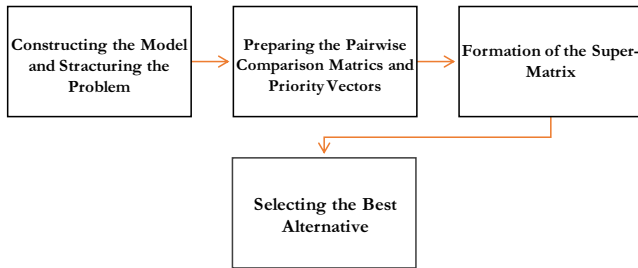 Constructing the Model
and Stracturing the
Problem
Preparing the Pairwise
Comparison Matrics and
Priority Vectors
Formation of the Super-
Matrix
Selecting the Best
Alternative